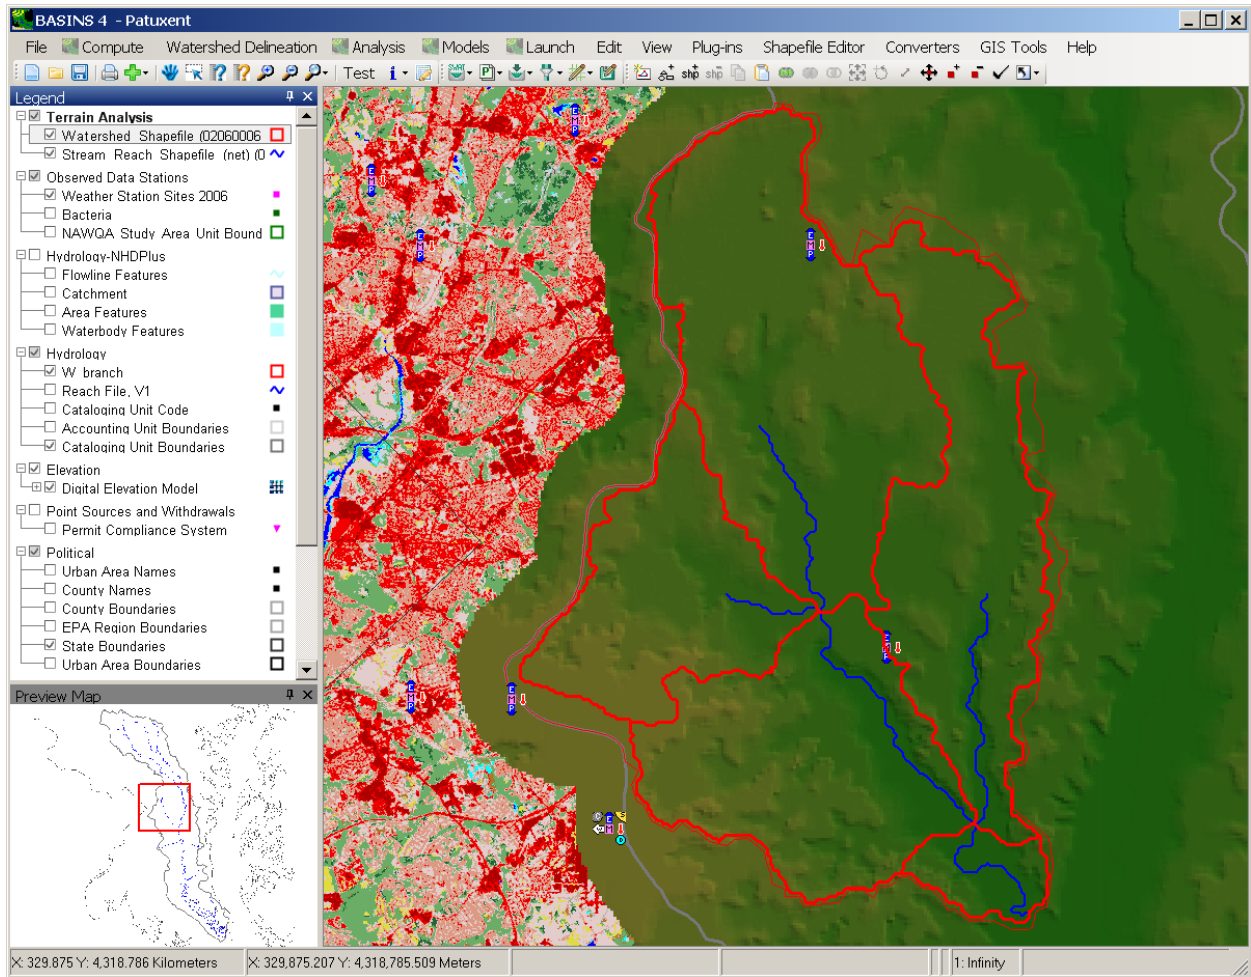 BASINS 4 - Patuxent
File Compute Watershed Delineation Analysis Models Launch Edit View Plug-ins Shapefile Editor Converters GIS Tools Help
Test
Legend
Terrain Analysis
Watershed Shapefile (02060006
Stream Reach Shapefile (net) (0
Observed Data Stations
Weather Station Sites 2006
Bacteria
NAWQA Study Area Unit Bound
Hydrology-NHDPlus
Flowline Features
Catchment
Area Features
Waterbody Features
Hydrology
W_branch
Reach File, V1
Cataloging Unit Code
Accounting Unit Boundaries
Cataloging Unit Boundaries
Elevation
Digital Elevation Model
Point Sources and Withdrawals
Permit Compliance System
Political
Urban Area Names
County Names
County Boundaries
EPA Region Boundaries
State Boundaries
Urban Area Boundaries
Preview Map
X: 329.875 Y: 4,318.786 Kilometers X: 329,875.207 Y: 4,318,785.509 Meters 1: Infinity